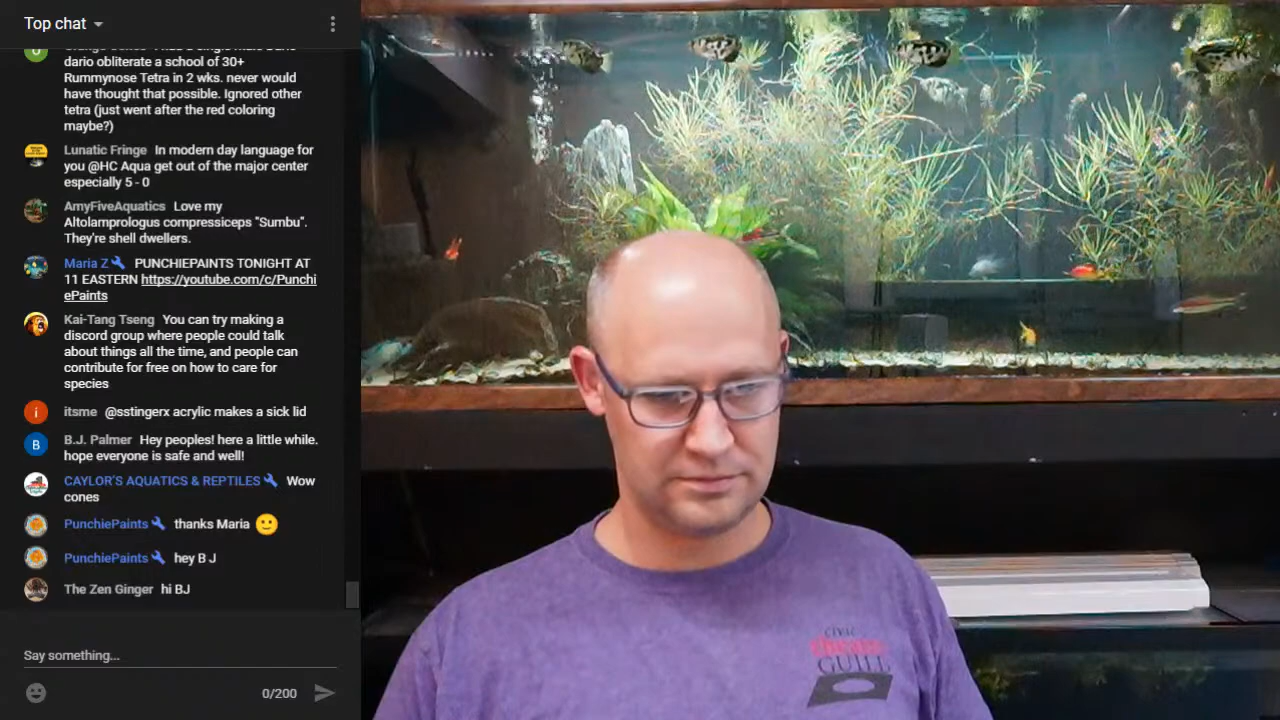 Top chat
dario obliterate a school of 30+
Rummynose Tetra in 2 wks. never would
have thought that possible. Ignored other
tetra (just went after the red coloring
maybe?)
Lunatic Fringe In modern day language for
you @HC Aqua get out of the major center
especially 5 - 0
AmyFiveAquatics Love my
Altolamprologus compressiceps "Sumbu".
They're shell dwellers.
Maria Z PUNCHIEPAINTS TONIGHT AT
11 EASTERN https://youtube.com/c/Punchi
ePaints
Kai-Tang Tseng You can try making a
discord group where people could talk
about things all the time, and people can
contribute for free on how to care for
species
i
itsme @sstingerx acrylic makes a sick lid
B
B.J. Palmer Hey peoples! here a little while.
hope everyone is safe and well!
CAYLOR'S AQUATICS & REPTILES Wow
cones
PunchiePaints thanks Maria 🙂
PunchiePaints hey B J
The Zen Ginger hi BJ
Say something...
0/200
CIVIC
theatre
GUILD